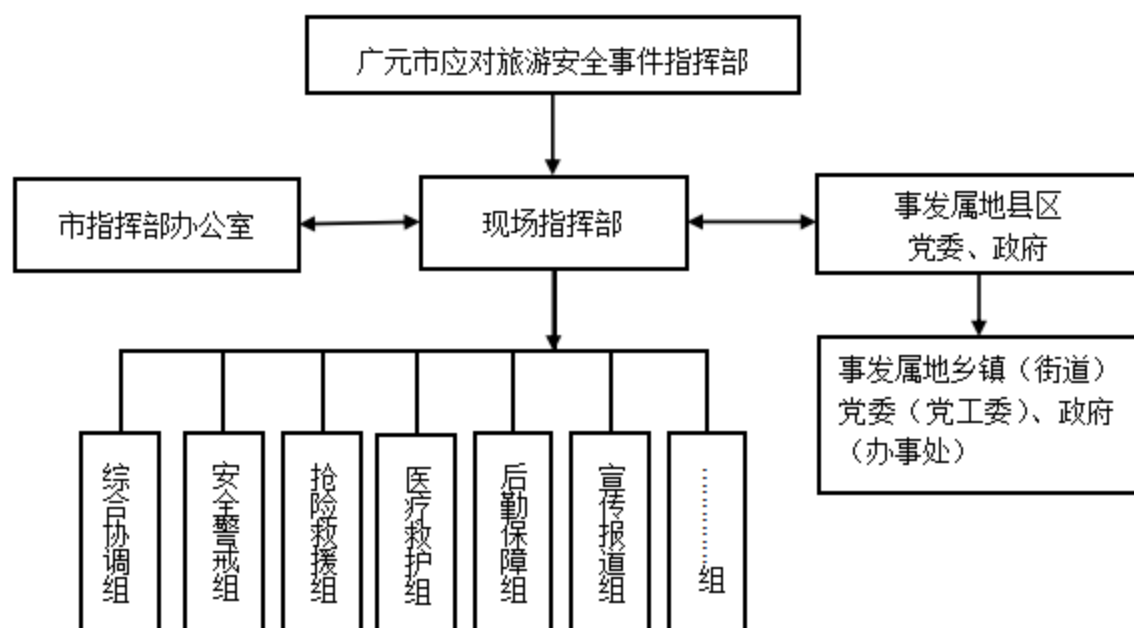 广元市应对旅游安全事件指挥部
市指挥部办公室
现场指挥部
事发属地县区
党委、政府
事发属地乡镇（街道）
党委（党工委）、政府
（办事处）
综合协调组
安全警戒组
抢险救援组
医疗救护组
后勤保障组
宣传报道组
…………组